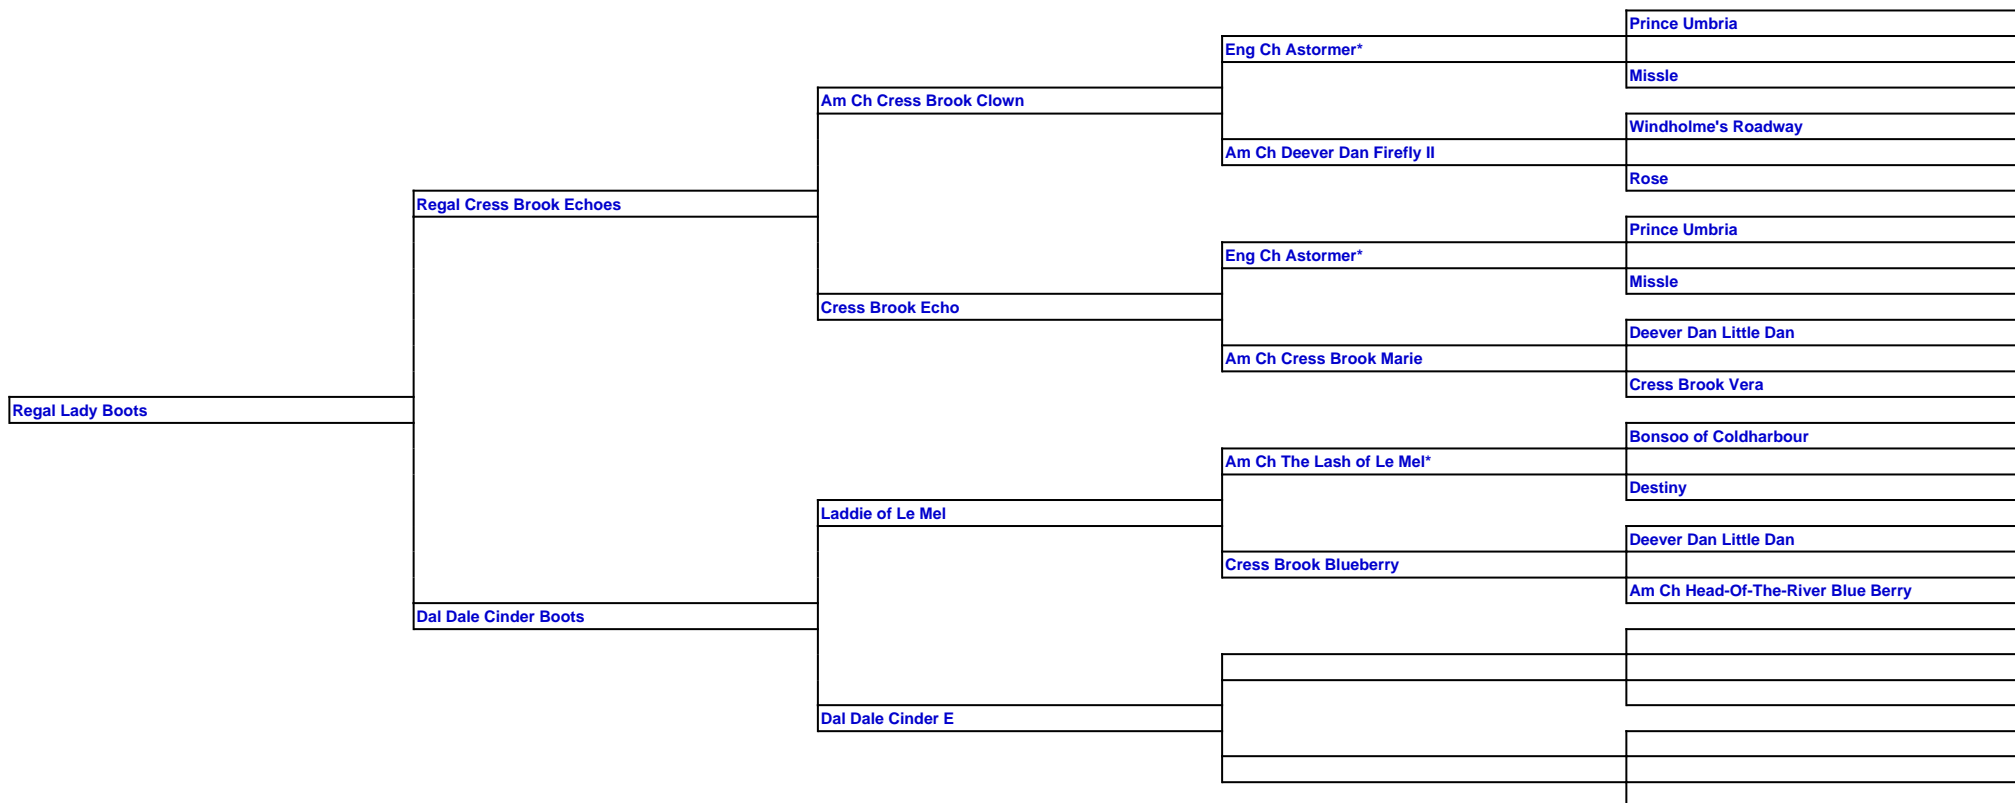 Prince Umbria
Eng Ch Astormer*
Missle
Am Ch Cress Brook Clown
Windholme's Roadway
Am Ch Deever Dan Firefly II
Rose
Regal Cress Brook Echoes
Prince Umbria
Eng Ch Astormer*
Missle
Cress Brook Echo
Deever Dan Little Dan
Am Ch Cress Brook Marie
Cress Brook Vera
Regal Lady Boots
Bonsoo of Coldharbour
Am Ch The Lash of Le Mel*
Destiny
Laddie of Le Mel
Deever Dan Little Dan
Cress Brook Blueberry
Am Ch Head-Of-The-River Blue Berry
Dal Dale Cinder Boots
Dal Dale Cinder E